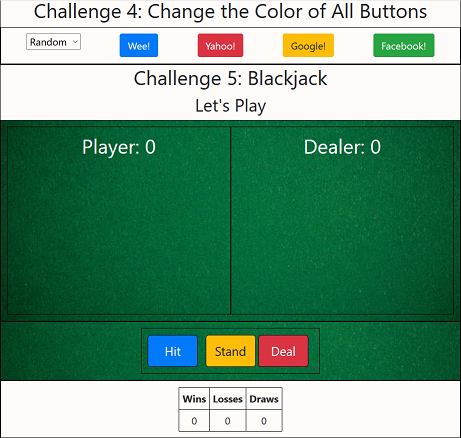 Challenge 4: Change the Color of All Buttons
Random Wee! Yahoo! Google! Facebook!
Challenge 5: Blackjack
Let's Play
Player: 0 Dealer: 0
Hit Stand Deal
Wins Losses Draws
0 0 0